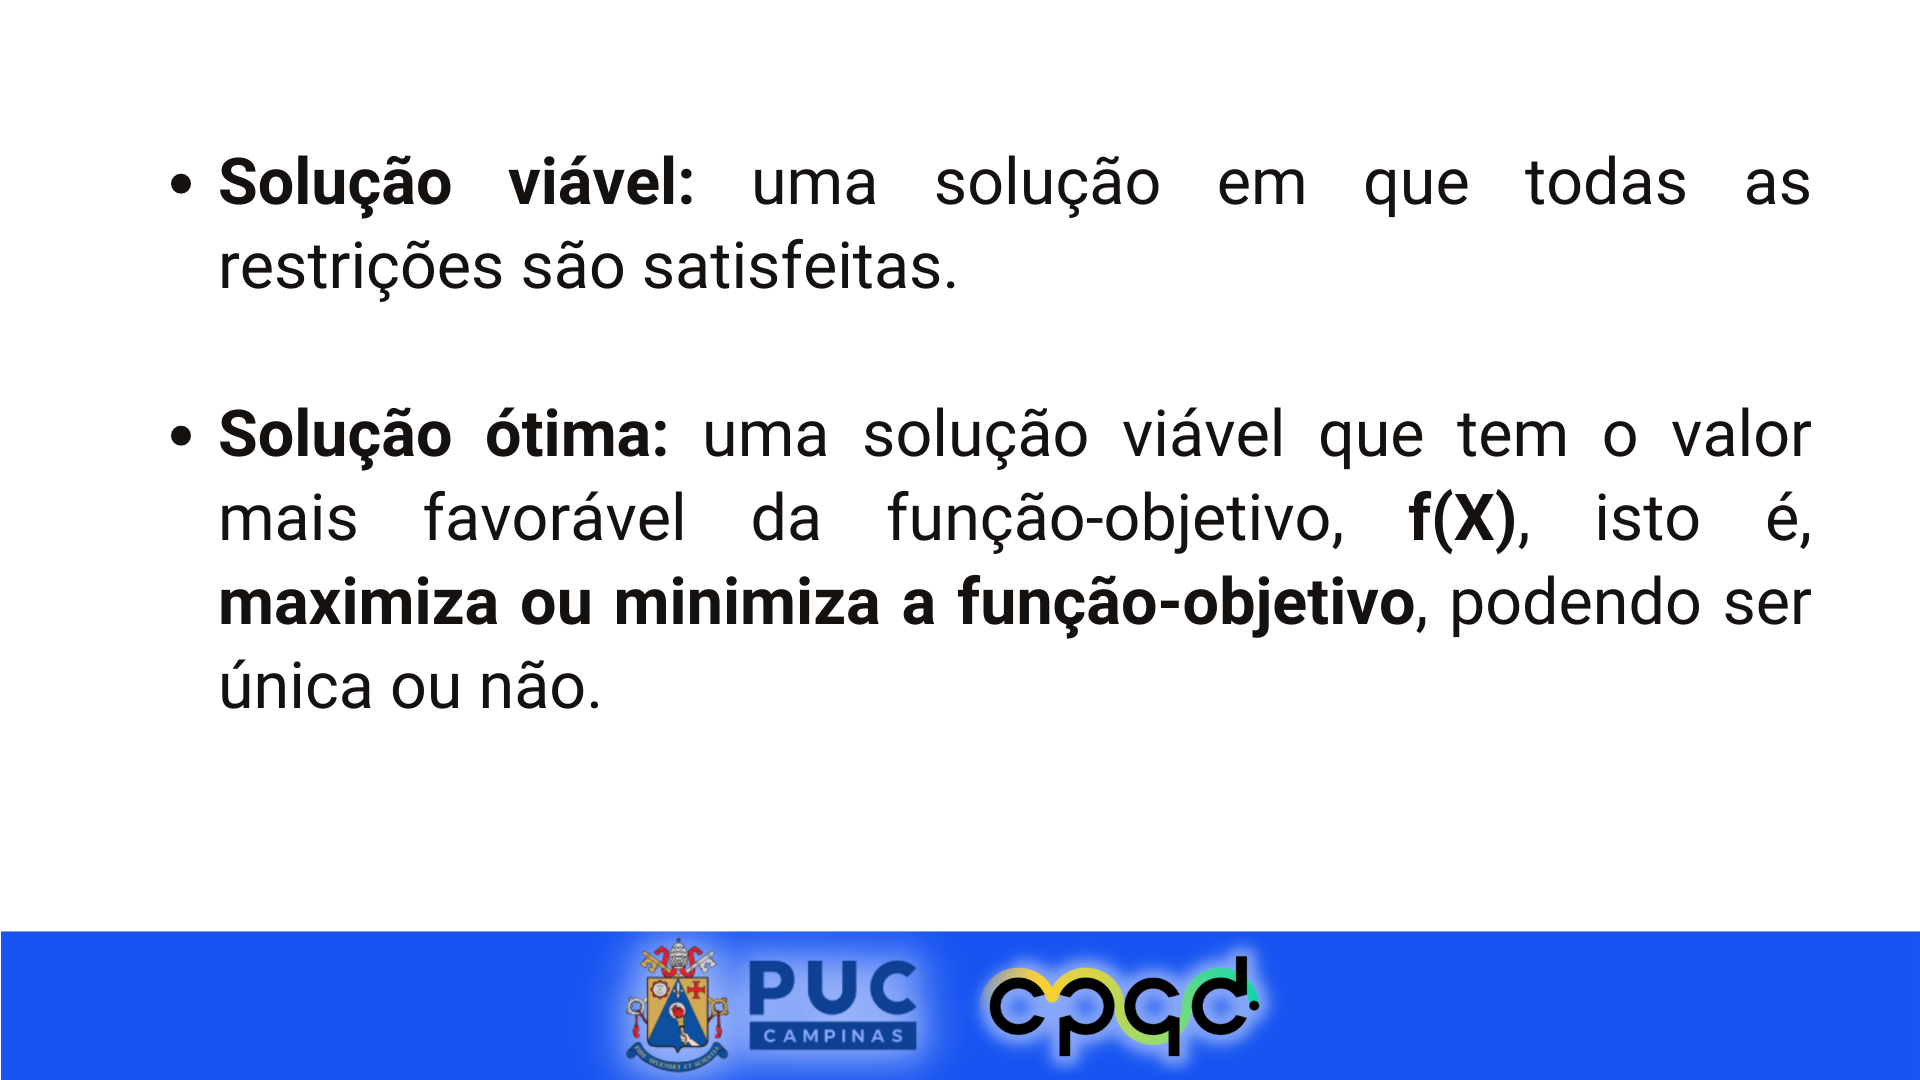 • Solução viável: uma solução em que todas as
restrições são satisfeitas.
• Solução ótima: uma solução viável que tem o valor
mais favorável da função-objetivo, f(X), isto é,
maximiza ou minimiza a função-objetivo, podendo ser
única ou não.
PUC
CAMPINAS
cpqd